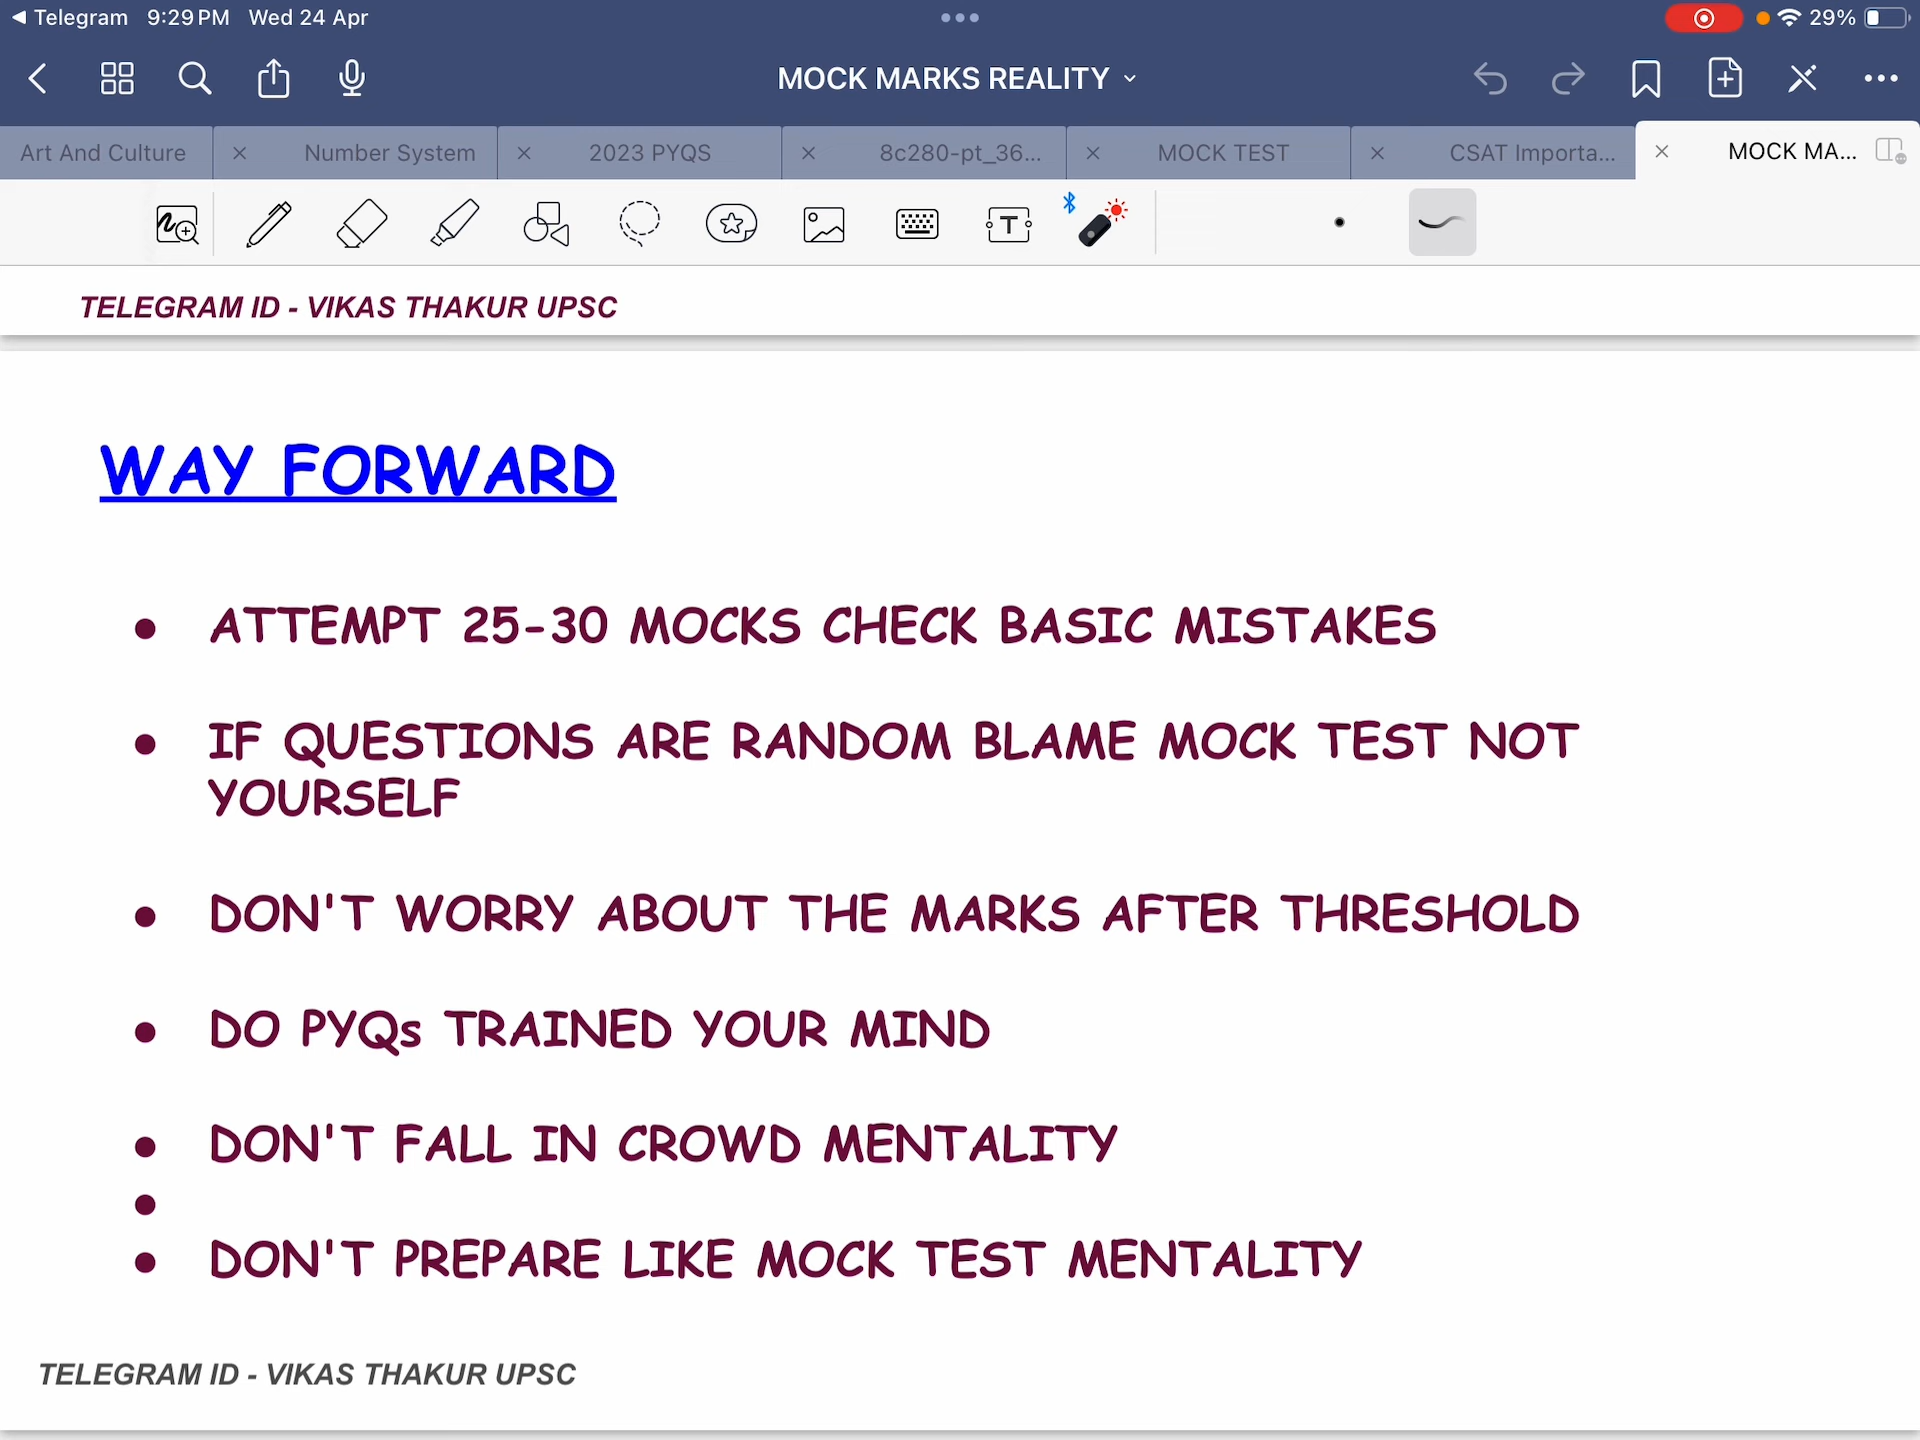 Telegram 9:29 PM Wed 24 Apr
29%
MOCK MARKS REALITY
Art And Culture
Number System
2023 PYQS
8c280-pt_36...
MOCK TEST
CSAT Importa...
MOCK MA...
T
TELEGRAM ID - VIKAS THAKUR UPSC
WAY FORWARD
• ATTEMPT 25-30 MOCKS CHECK BASIC MISTAKES
• IF QUESTIONS ARE RANDOM BLAME MOCK TEST NOT
YOURSELF
• DON'T WORRY ABOUT THE MARKS AFTER THRESHOLD
• DO PYQs TRAINED YOUR MIND
• DON'T FALL IN CROWD MENTALITY
•
• DON'T PREPARE LIKE MOCK TEST MENTALITY
TELEGRAM ID - VIKAS THAKUR UPSC